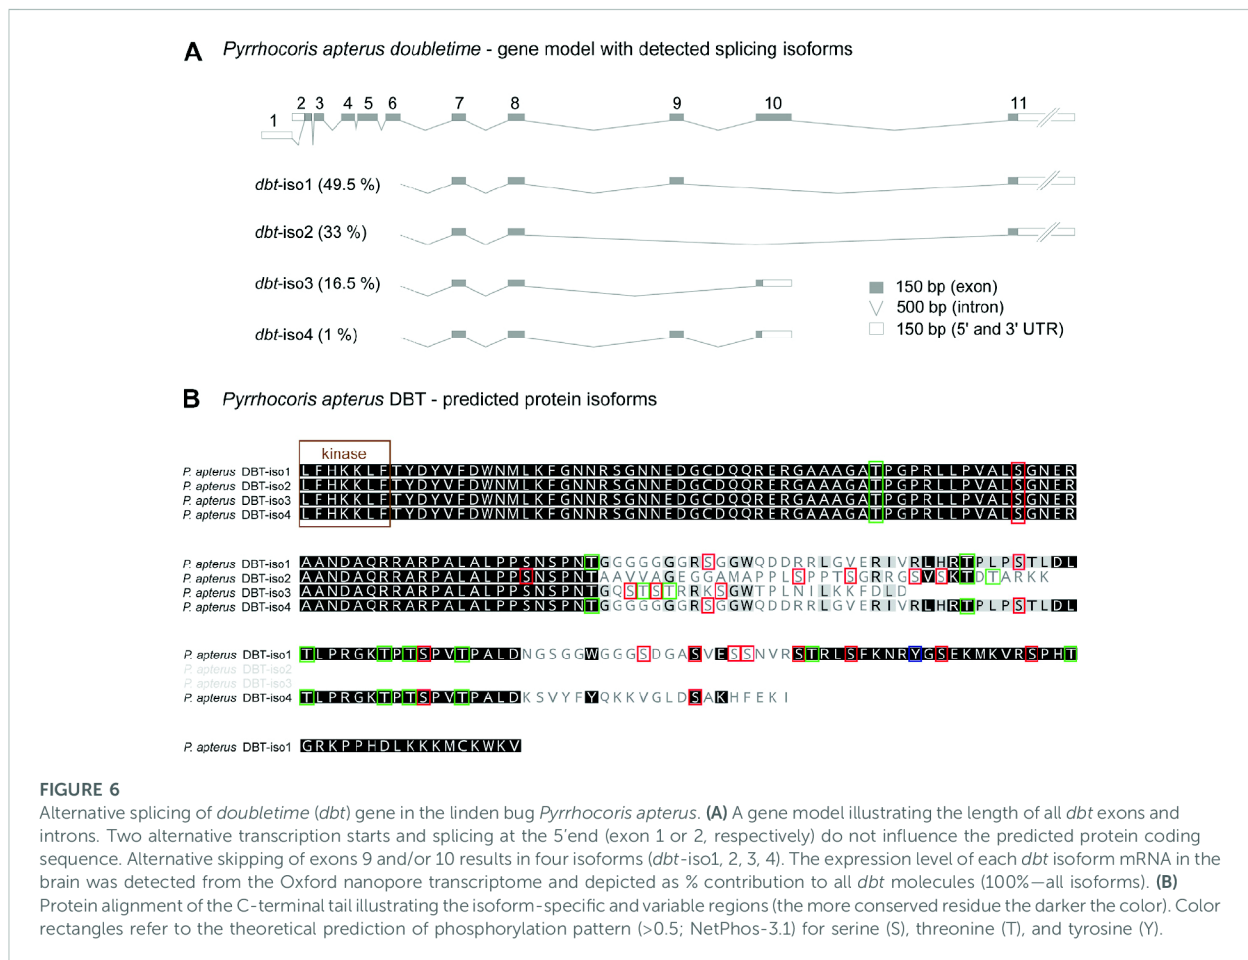 A Pyrrhocoris apterus doubletime - gene model with detected splicing isoforms
1 2 3 4 5 6 7 8 9 10 11
dbt-iso1 (49.5 %)
dbt-iso2 (33 %)
dbt-iso3 (16.5 %)
dbt-iso4 (1 %)
150 bp (exon)
500 bp (intron)
150 bp (5' and 3' UTR)
B Pyrrhocoris apterus DBT - predicted protein isoforms
kinase
P. apterus DBT-iso1 LFHKKLFTYDYVFDWNMLKFGNNRSGNNEDGCDQQRERGAAAGATPGPRLLPVALSGNER
P. apterus DBT-iso2 LFHKKLFTYDYVFDWNMLKFGNNRSGNNEDGCDQQRERGAAAGATPGPRLLPVALSGNER
P. apterus DBT-iso3 LFHKKLFTYDYVFDWNMLKFGNNRSGNNEDGCDQQRERGAAAGATPGPRLLPVALSGNER
P. apterus DBT-iso4 LFHKKLFTYDYVFDWNMLKFGNNRSGNNEDGCDQQRERGAAAGATPGPRLLPVALSGNER
P. apterus DBT-iso1 AANDAQRRARPALALPPSNSPNTGGGGGGGRSGGWQDDRRLGVERIVRLHRTPLPSTLDL
P. apterus DBT-iso2 AANDAQRRARPALALPPSNSPNTAAVVAGEGGAMAPPLSPPTSGRRGSVSKTDTARKK
P. apterus DBT-iso3 AANDAQRRARPALALPPSNSPNTGQSTSTRRKSGWTPLNILKKFDLD
P. apterus DBT-iso4 AANDAQRRARPALALPPSNSPNTGGGGGGGRSGGWQDDRRLGVERIVRLHRTPLPSTLDL
P. apterus DBT-iso1 TLPRGKTPTSPVTPALDNGSGGWGGGSDGASVESSNVRSTRLSFKNRVGSEKMKVRSPHT
P. apterus DBT-iso2
P. apterus DBT-iso3
P. apterus DBT-iso4 TLPRGKTPTSPVTPALDKSVYFYQKKVGLDSAKHFEKI
P. apterus DBT-iso1 GRKPPHDLKKKMCKWKV
FIGURE 6
Alternative splicing of doubletime (dbt) gene in the linden bug Pyrrhocoris apterus. (A) A gene model illustrating the length of all dbt exons and
introns. Two alternative transcription starts and splicing at the 5'end (exon 1 or 2, respectively) do not influence the predicted protein coding
sequence. Alternative skipping of exons 9 and/or 10 results in four isoforms (dbt-iso1, 2, 3, 4). The expression level of each dbt isoform mRNA in the
brain was detected from the Oxford nanopore transcriptome and depicted as % contribution to all dbt molecules (100%—all isoforms). (B)
Protein alignment of the C-terminal tail illustrating the isoform-specific and variable regions (the more conserved residue the darker the color). Color
rectangles refer to the theoretical prediction of phosphorylation pattern (>0.5; NetPhos-3.1) for serine (S), threonine (T), and tyrosine (Y).